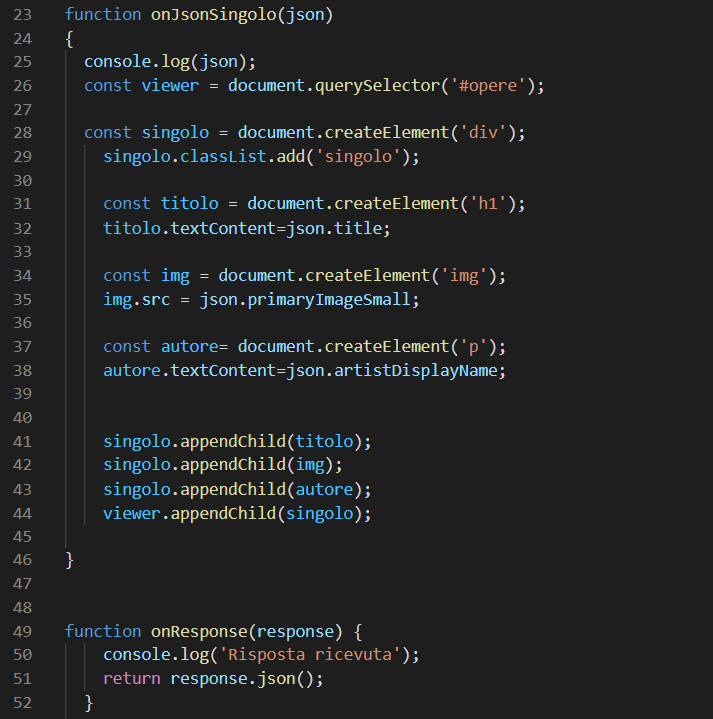 23 function onJsonSingolo(json)
24 {
25 console.log(json);
26 const viewer = document.querySelector('#opere');
27
28 const singolo = document.createElement('div');
29 singolo.classList.add('singolo');
30
31 const titolo = document.createElement('h1');
32 titolo.textContent=json.title;
33
34 const img = document.createElement('img');
35 img.src = json.primaryImageSmall;
36
37 const autore= document.createElement('p');
38 autore.textContent=json.artistDisplayName;
39
40
41 singolo.appendChild(titolo);
42 singolo.appendChild(img);
43 singolo.appendChild(autore);
44 viewer.appendChild(singolo);
45
46 }
47
48
49 function onResponse(response) {
50 console.log('Risposta ricevuta');
51 return response.json();
52 }